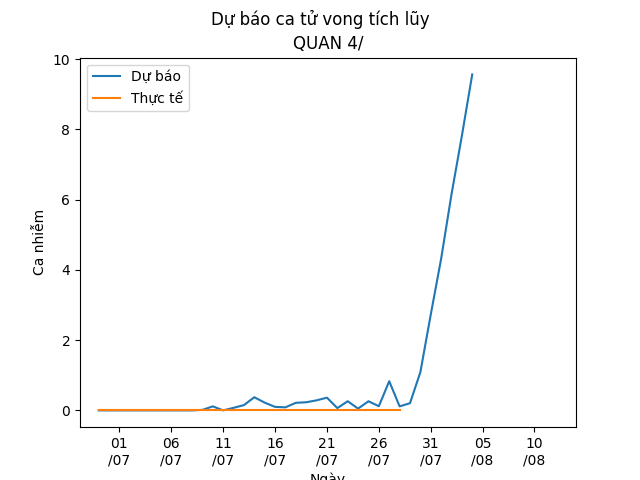 Dự báo ca tử vong tích lũy
QUAN 4/
Dự báo
Thực tế
Ca nhiễm
10
8
6
4
2
0
01 06 11 16 21 26 31 05 10
/07 /07 /07 /07 /07 /07 /07 /08 /08
Ngày